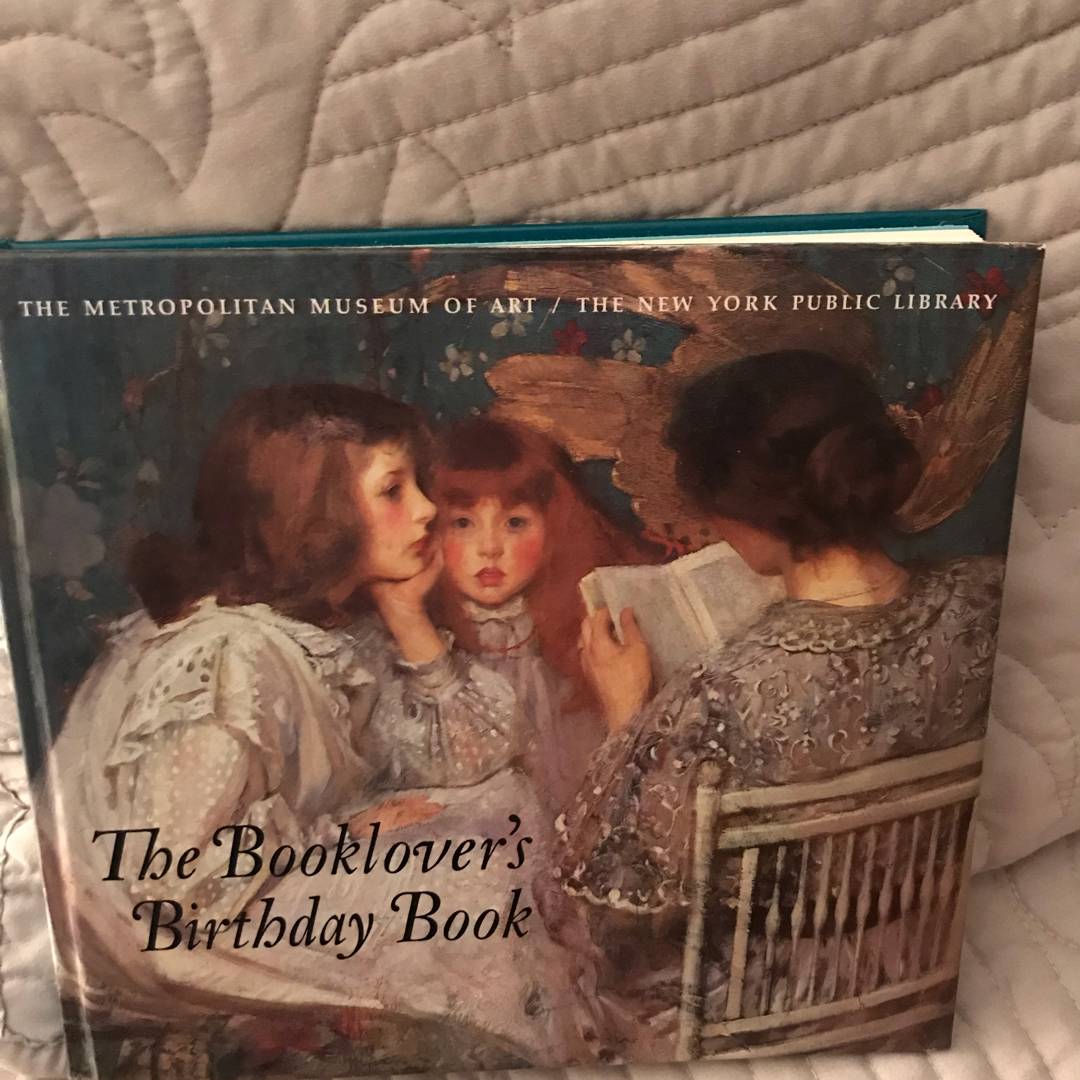 THE METROPOLITAN MUSEUM OF ART / THE NEW YORK PUBLIC LIBRARY
The Booklover's
Birthday Book